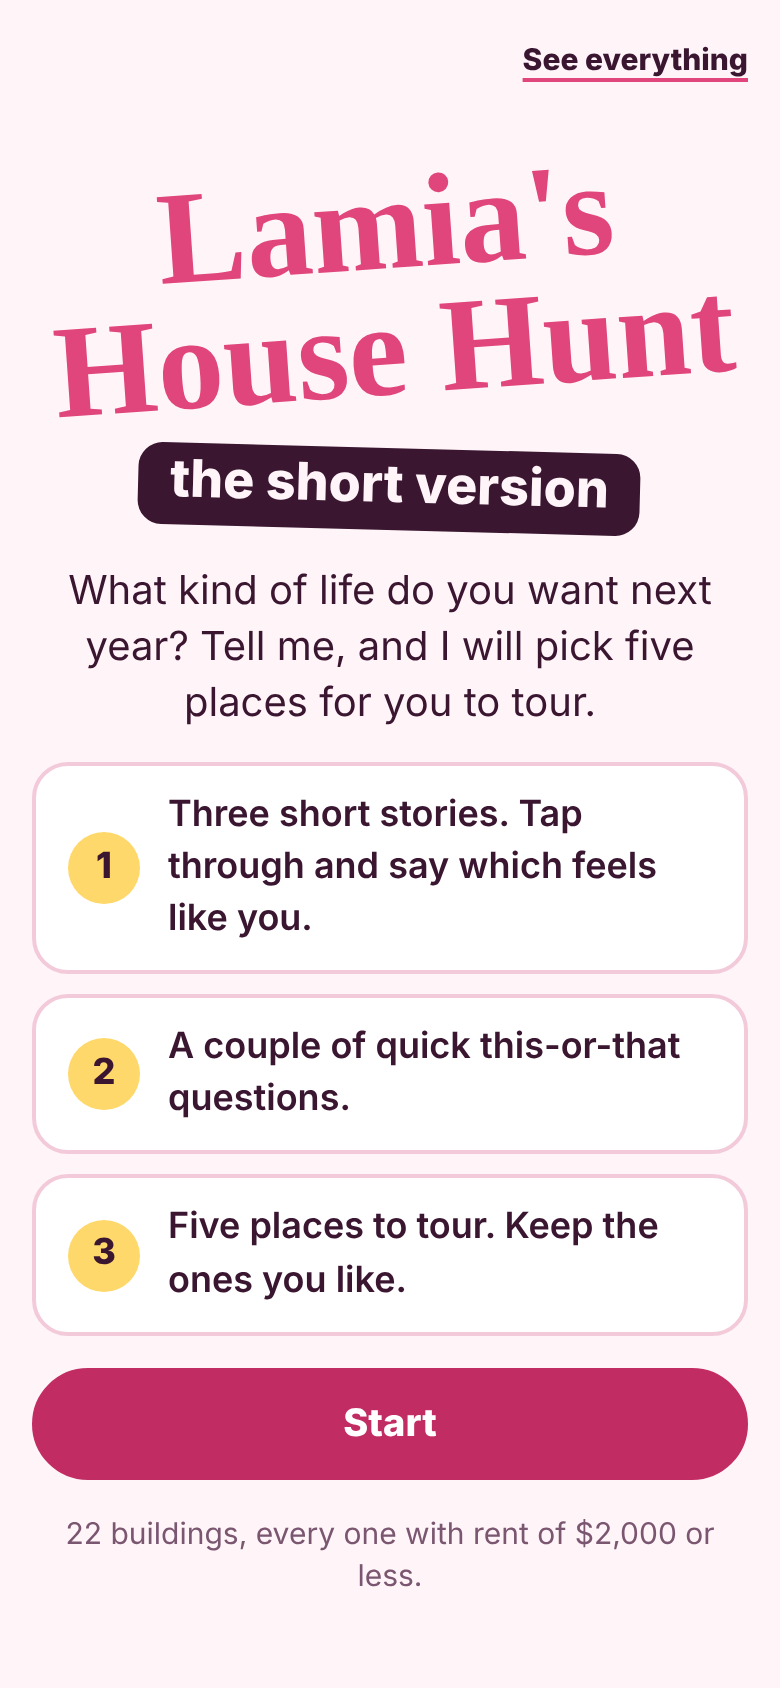 See everything
Lamia's
House Hunt
the short version
What kind of life do you want next
year? Tell me, and I will pick five
places for you to tour.
1
Three short stories. Tap
through and say which feels
like you.
2
A couple of quick this-or-that
questions.
3
Five places to tour. Keep the
ones you like.
Start
22 buildings, every one with rent of $2,000 or
less.